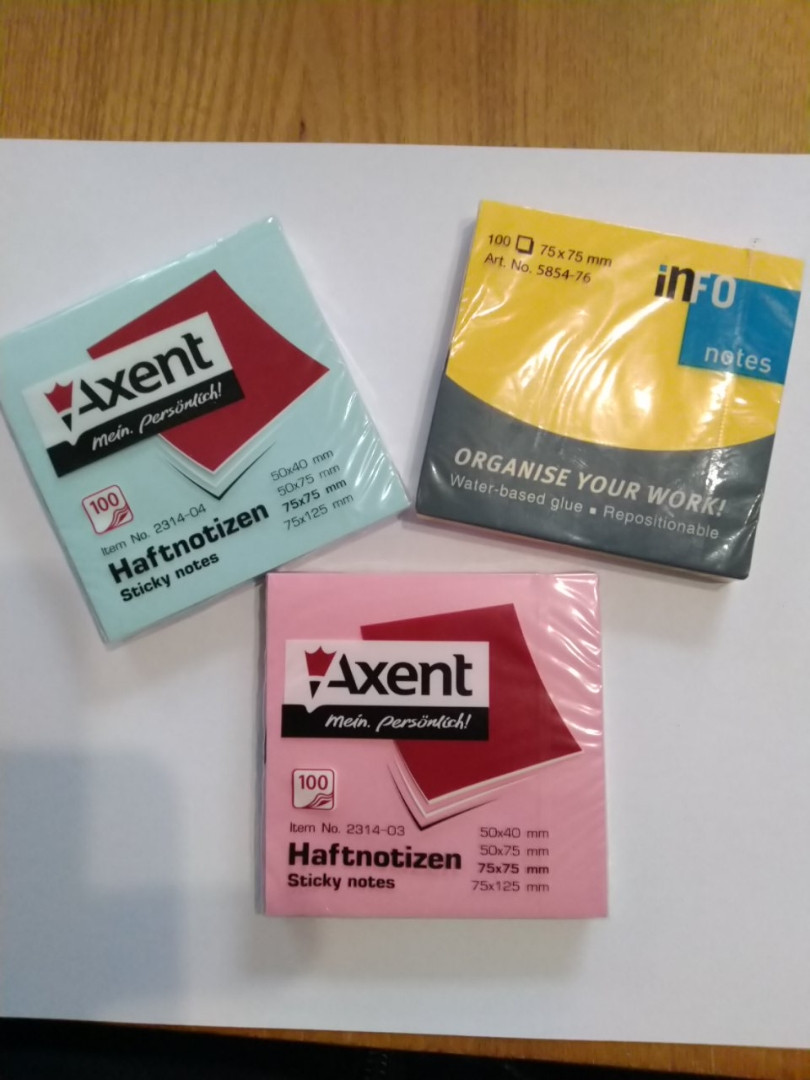 Axent
mein. persönlich!
100
Item No. 2314-04
Haftnotizen
Sticky notes
50x40 mm
50x75 mm
75x75 mm
75x125 mm
100 75x75 mm
Art. No. 5854-76
inFO
notes
ORGANISE YOUR WORK!
Water-based glue ▪ Repositionable
Axent
mein. persönlich!
100
Item No. 2314-03
Haftnotizen
Sticky notes
50x40 mm
50x75 mm
75x75 mm
75x125 mm